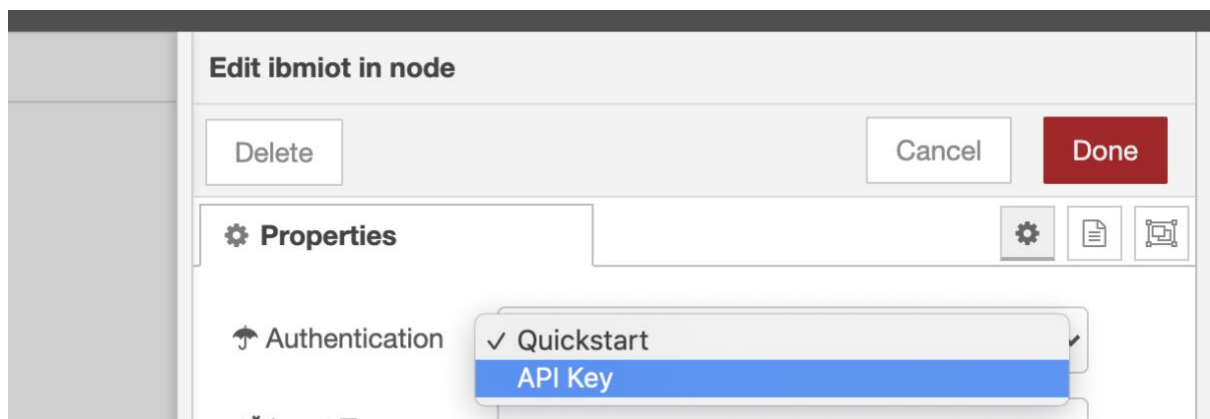 Edit ibmiot in node
Delete
Cancel
Done
Properties
Authentication
✓ Quickstart
API Key